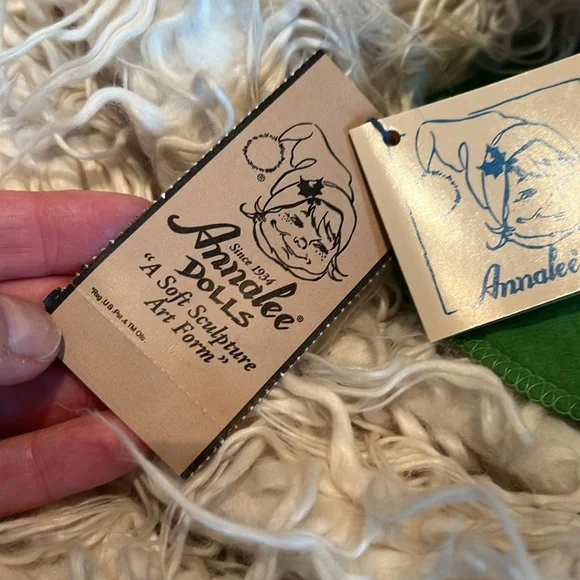 ®
Since 1934
Annalee®
DOLLS
"A Soft Sculpture
Art Form"
*Reg.U.S.Pat.& TM Ofc.
Annalee